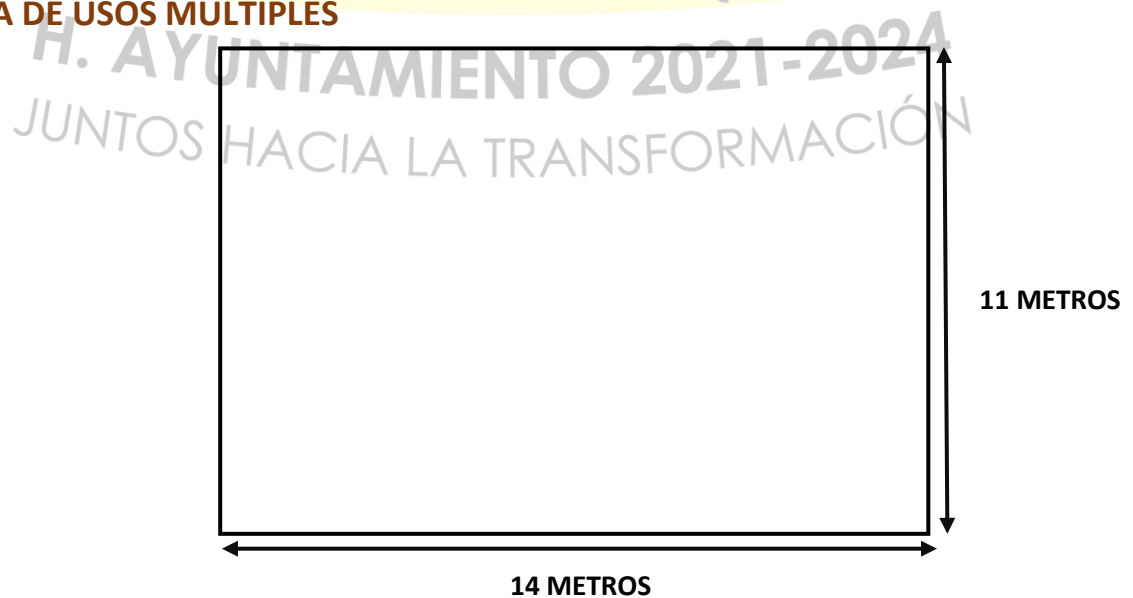 A DE USOS MULTIPLES
H. AYUNTAMIENTO 2021-2024
JUNTOS HACIA LA TRANSFORMACIÓN
11 METROS
14 METROS